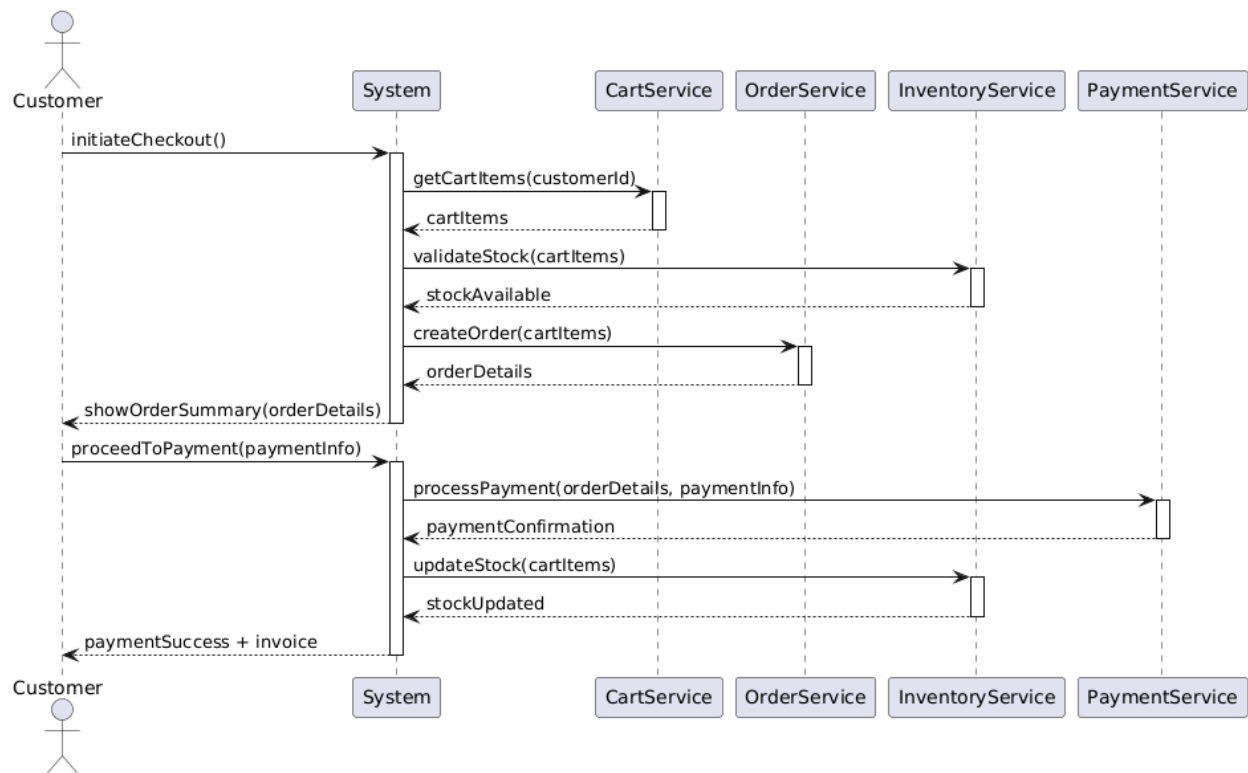 Customer
System
CartService
OrderService
InventoryService
PaymentService
initiateCheckout()
getCartItems(customerId)
cartItems
validateStock(cartItems)
stockAvailable
createOrder(cartItems)
orderDetails
showOrderSummary(orderDetails)
proceedToPayment(paymentInfo)
processPayment(orderDetails, paymentInfo)
paymentConfirmation
updateStock(cartItems)
stockUpdated
paymentSuccess + invoice
Customer
System
CartService
OrderService
InventoryService
PaymentService